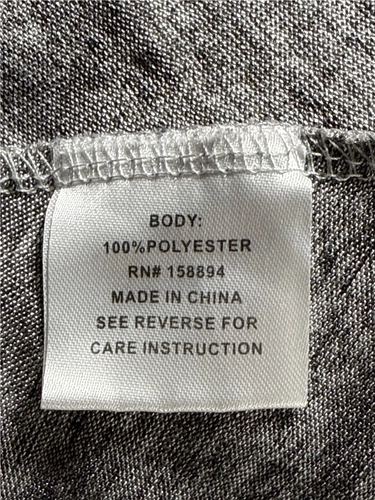 BODY:
100%POLYESTER
RN# 158894
MADE IN CHINA
SEE REVERSE FOR
CARE INSTRUCTION